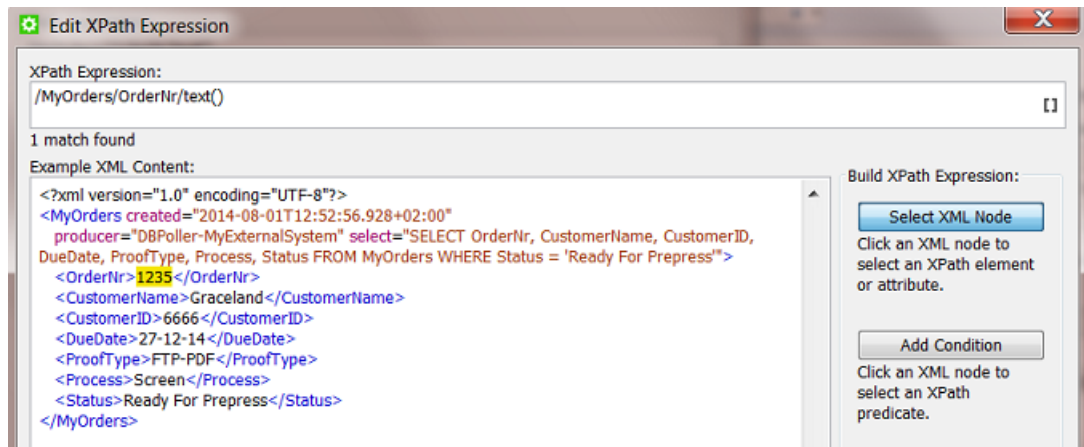 Edit XPath Expression
X
XPath Expression:
/MyOrders/OrderNr/text()
[]
1 match found
Example XML Content:
<?xml version="1.0" encoding="UTF-8"?>
<MyOrders created="2014-08-01T12:52:56.928+02:00"
producer="DBPoller-MyExternalSystem" select="SELECT OrderNr, CustomerName, CustomerID,
DueDate, ProofType, Process, Status FROM MyOrders WHERE Status = 'Ready For Prepress'">
<OrderNr>1235</OrderNr>
<CustomerName>Graceland</CustomerName>
<CustomerID>6666</CustomerID>
<DueDate>27-12-14</DueDate>
<ProofType>FTP-PDF</ProofType>
<Process>Screen</Process>
<Status>Ready For Prepress</Status>
</MyOrders>
Build XPath Expression:
Select XML Node
Click an XML node to
select an XPath element
or attribute.
Add Condition
Click an XML node to
select an XPath
predicate.